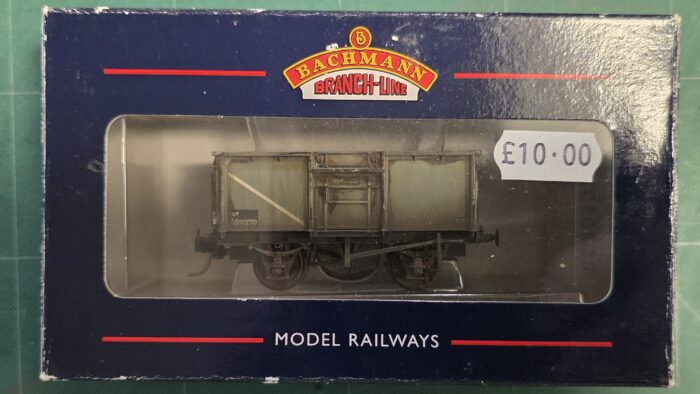 B
BACHMANN
BRANCH-LINE
£10.00
MODEL RAILWAYS